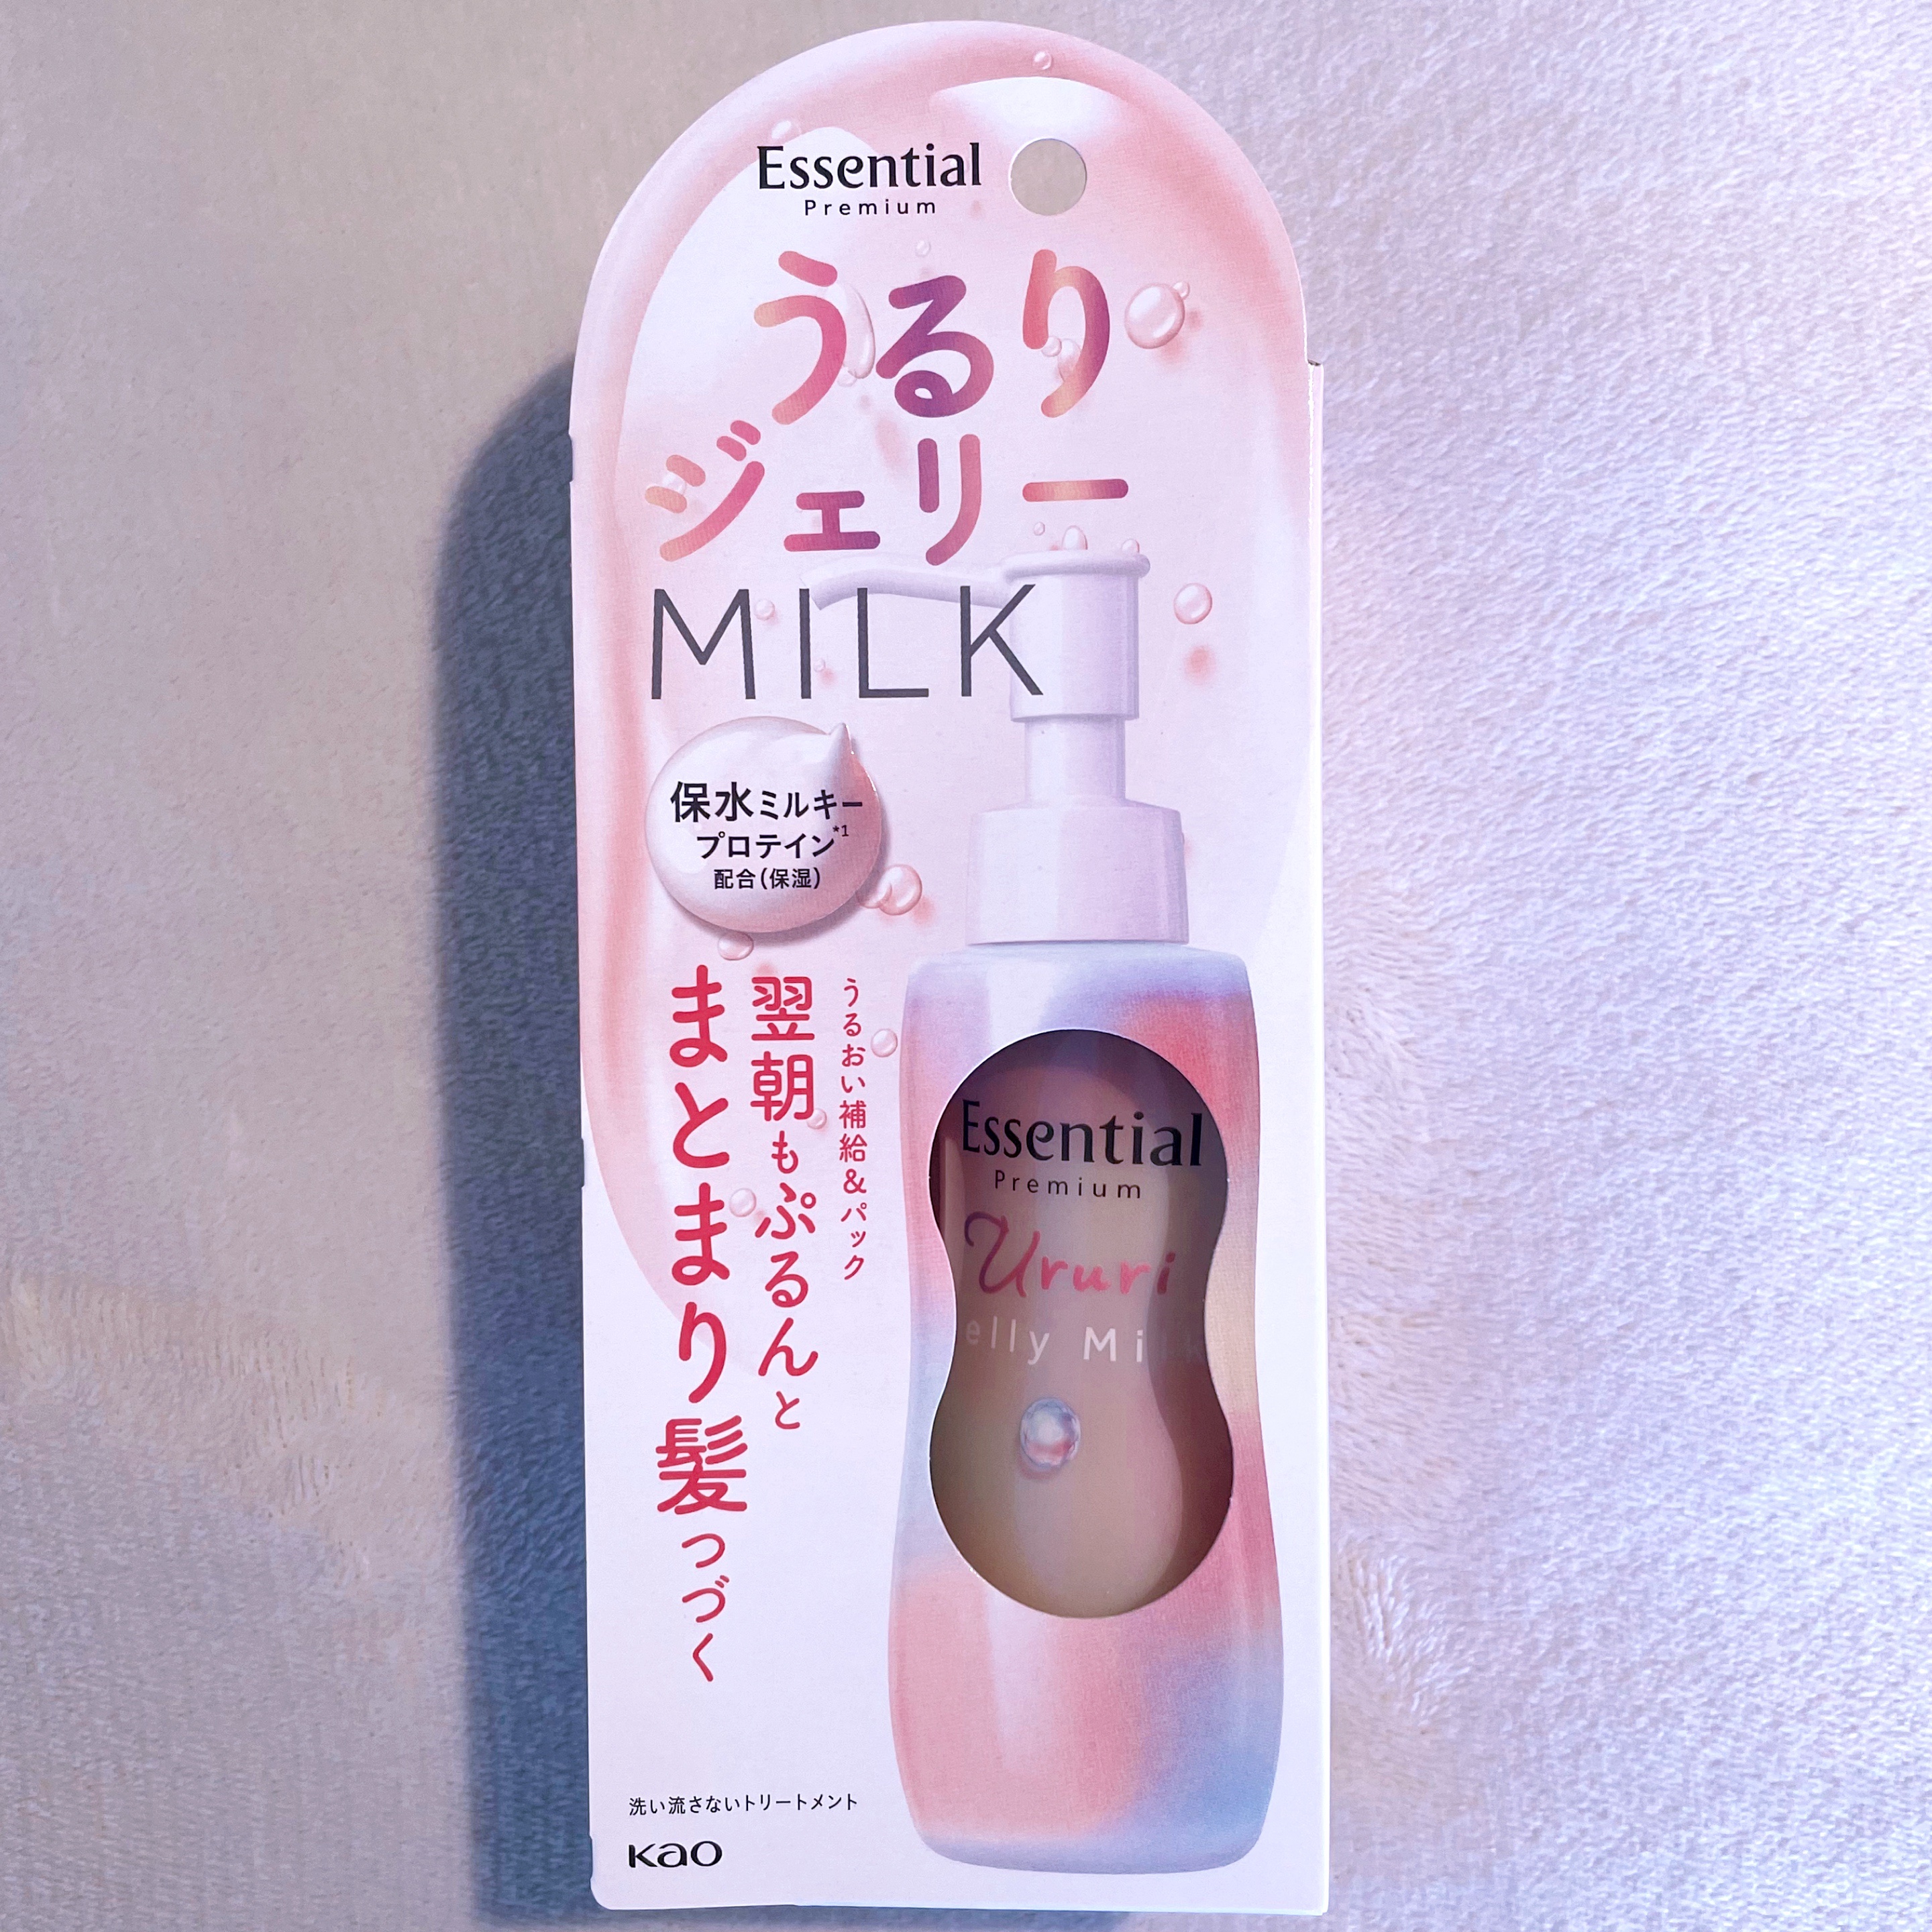 Essential
Premium
うるり
ジェリー
MILK
保水ミルキー
プロテイン*1
配合(保湿)
うるおい補給&パック
翌朝もぷるんと
まとまり髪つづく
Essential
Premium
Ururi
elly Milk
洗い流さないトリートメント
Kao